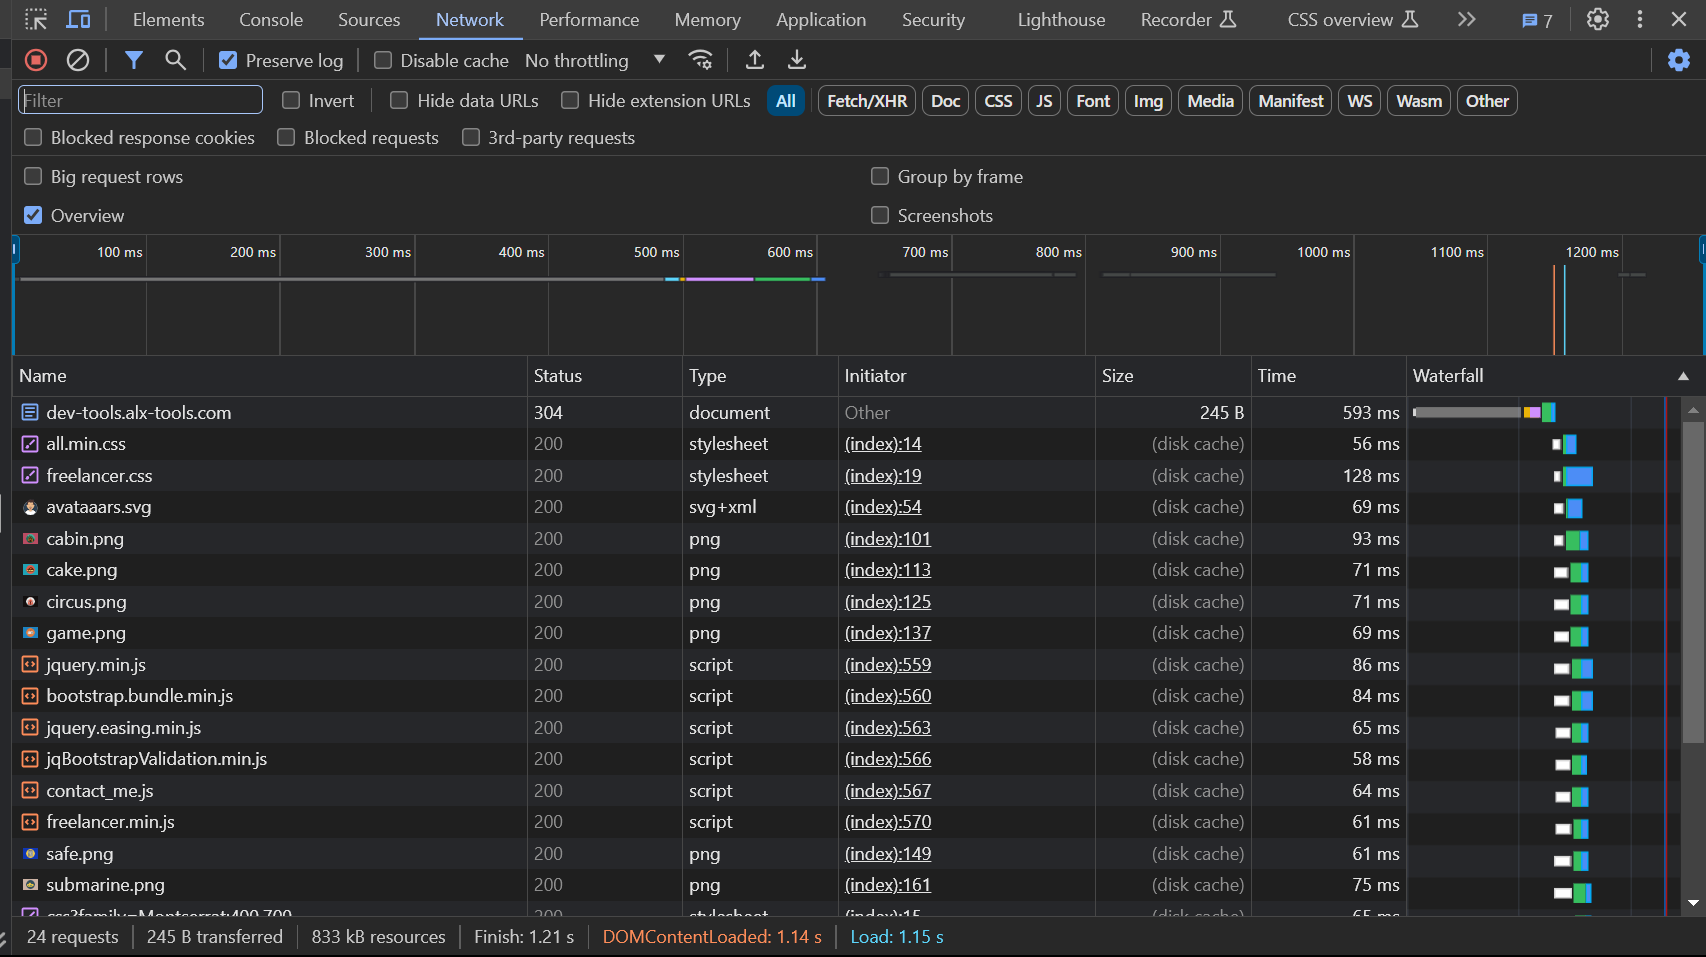 Elements Console Sources Network Performance Memory Application Security Lighthouse Recorder CSS overview 7
Preserve log Disable cache No throttling
Filter Invert Hide data URLs Hide extension URLs All Fetch/XHR Doc CSS JS Font Img Media Manifest WS Wasm Other
Blocked response cookies Blocked requests 3rd-party requests
Big request rows Group by frame
Overview Screenshots
100 ms 200 ms 300 ms 400 ms 500 ms 600 ms 700 ms 800 ms 900 ms 1000 ms 1100 ms 1200 ms
Name Status Type Initiator Size Time Waterfall
dev-tools.alx-tools.com 304 document Other 245 B 593 ms
all.min.css 200 stylesheet (index):14 (disk cache) 56 ms
freelancer.css 200 stylesheet (index):19 (disk cache) 128 ms
avataaars.svg 200 svg+xml (index):54 (disk cache) 69 ms
cabin.png 200 png (index):101 (disk cache) 93 ms
cake.png 200 png (index):113 (disk cache) 71 ms
circus.png 200 png (index):125 (disk cache) 71 ms
game.png 200 png (index):137 (disk cache) 69 ms
jquery.min.js 200 script (index):559 (disk cache) 86 ms
bootstrap.bundle.min.js 200 script (index):560 (disk cache) 84 ms
jquery.easing.min.js 200 script (index):563 (disk cache) 65 ms
jqBootstrapValidation.min.js 200 script (index):566 (disk cache) 58 ms
contact_me.js 200 script (index):567 (disk cache) 64 ms
freelancer.min.js 200 script (index):570 (disk cache) 61 ms
safe.png 200 png (index):149 (disk cache) 61 ms
submarine.png 200 png (index):161 (disk cache) 75 ms
css?family=Montserrat:400,700 200 stylesheet (index):15 (disk cache) 65 ms
24 requests 245 B transferred 833 kB resources Finish: 1.21 s DOMContentLoaded: 1.14 s Load: 1.15 s